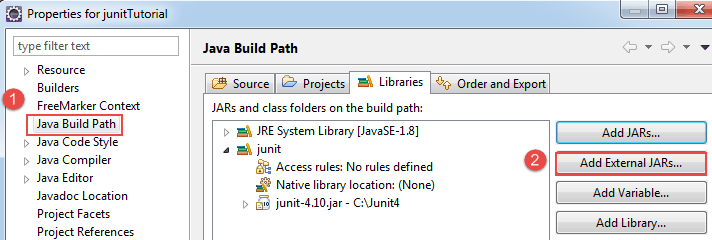 Properties for junitTutorial
type filter text
Java Build Path
Resource
Builders
1
FreeMarker Context
Java Build Path
Java Code Style
Java Compiler
Java Editor
Javadoc Location
Project Facets
Project References
Source
Projects
Libraries
Order and Export
JARs and class folders on the build path:
JRE System Library [JavaSE-1.8]
junit
Access rules: No rules defined
Native library location: (None)
junit-4.10.jar - C:\Junit4
Add JARs...
2
Add External JARs...
Add Variable...
Add Library...